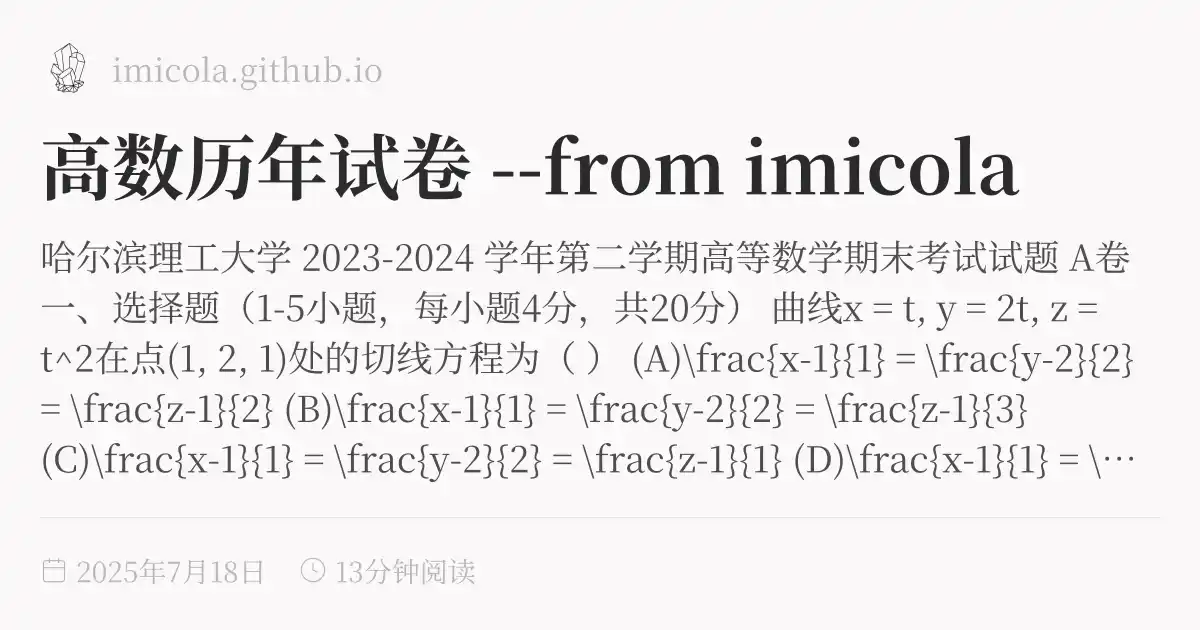 imicola.github.io
高数历年试卷 --from imicola
哈尔滨理工大学 2023-2024 学年第二学期高等数学期末考试试题 A卷
一、选择题（1-5小题，每小题4分，共20分） 曲线x = t, y = 2t, z =
t^2在点(1, 2, 1)处的切线方程为（ ） (A)\frac{x-1}{1} = \frac{y-2}{2}
= \frac{z-1}{2} (B)\frac{x-1}{1} = \frac{y-2}{2} = \frac{z-1}{3}
(C)\frac{x-1}{1} = \frac{y-2}{2} = \frac{z-1}{1} (D)\frac{x-1}{1} = \…
2025年7月18日 13分钟阅读